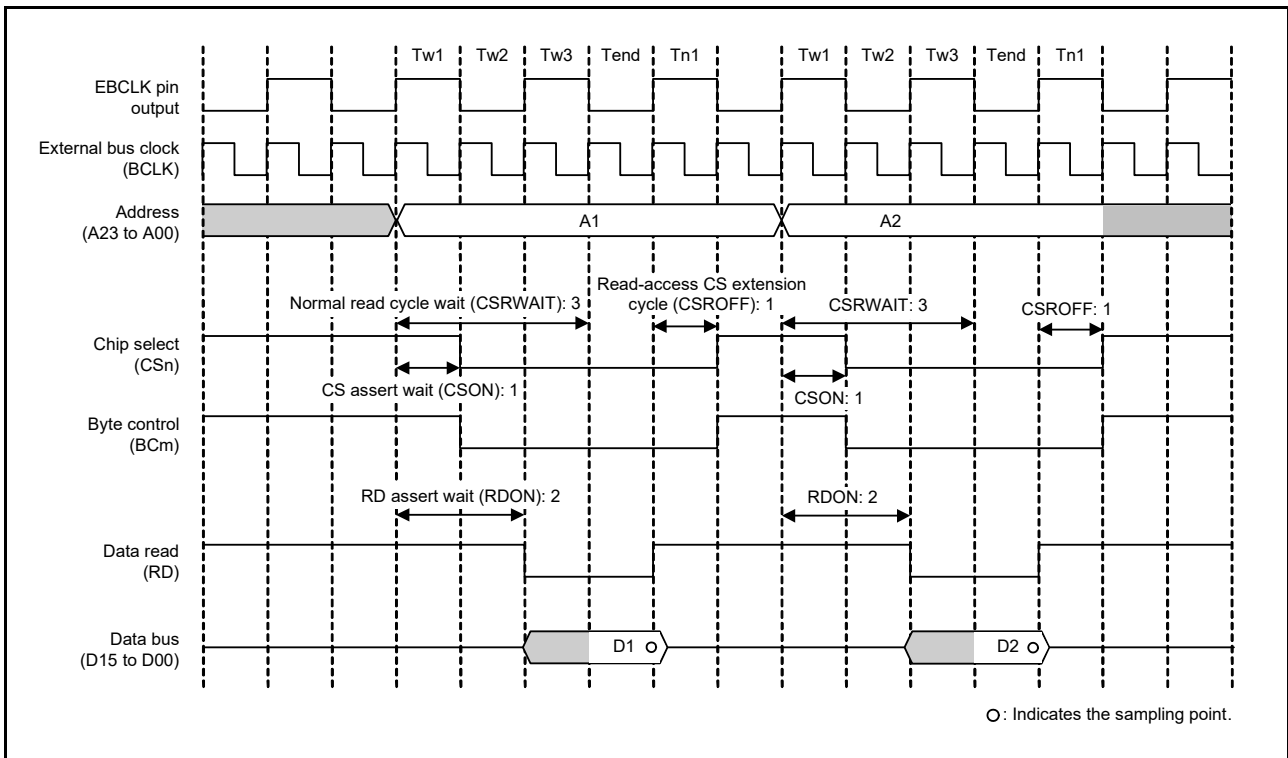 Tw1 Tw2 Tw3 Tend Tn1 Tw1 Tw2 Tw3 Tend Tn1
EBCLK pin
output
External bus clock
(BCLK)
Address
(A23 to A00)
A1 A2
Normal read cycle wait (CSRWAIT): 3
Read-access CS extension
cycle (CSROFF): 1
CSRWAIT: 3
CSROFF: 1
Chip select
(CSn)
CS assert wait (CSON): 1
CSON: 1
Byte control
(BCm)
RD assert wait (RDON): 2
RDON: 2
Data read
(RD)
Data bus
(D15 to D00)
D1 D2
: Indicates the sampling point.